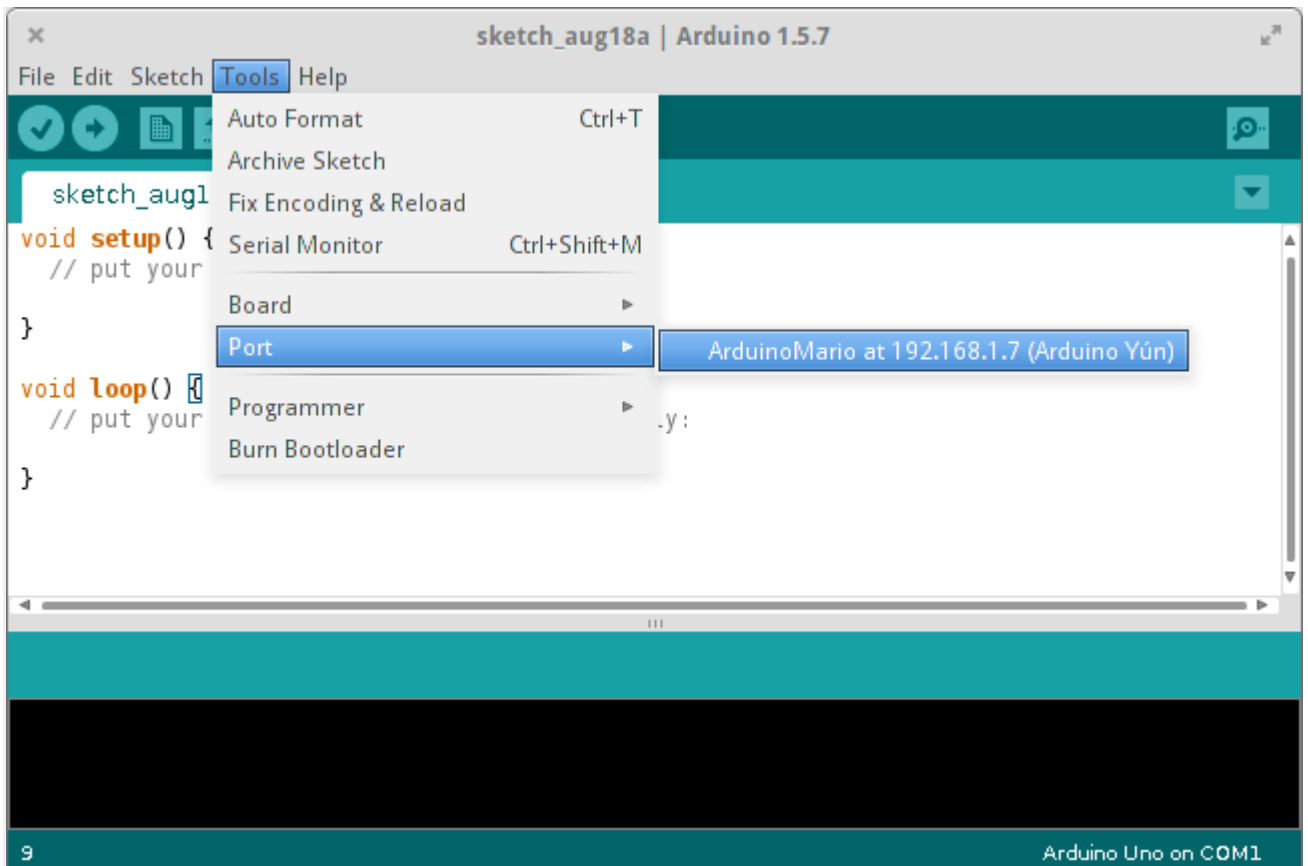 sketch_aug18a | Arduino 1.5.7
File Edit Sketch Tools Help
Auto Format Ctrl+T
Archive Sketch
sketch_aug1
Fix Encoding & Reload
void setup() {
Serial Monitor Ctrl+Shift+M
// put your
Board
}
Port
ArduinoMario at 192.168.1.7 (Arduino Yún)
void loop() {
Programmer
// put your
y:
Burn Bootloader
}
9
Arduino Uno on COM1